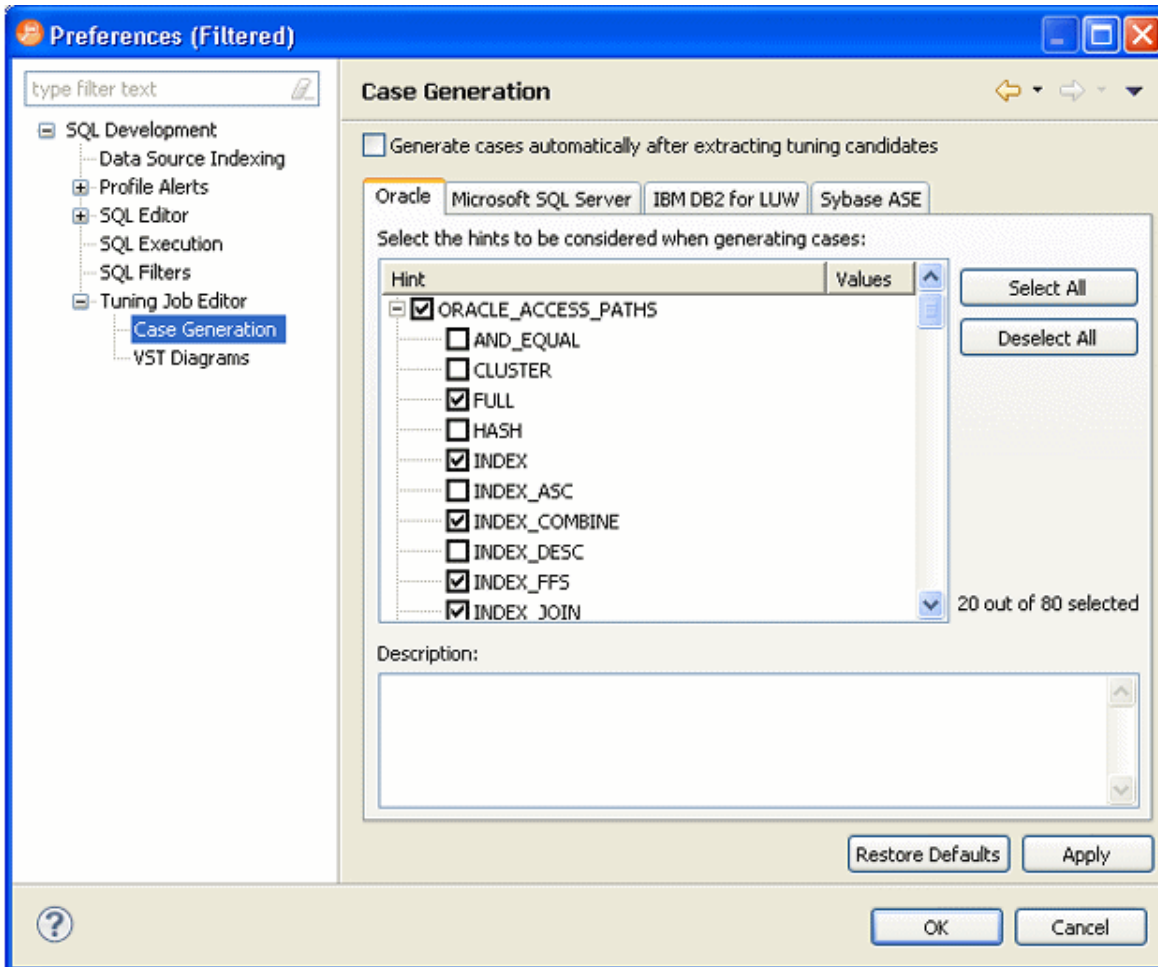 Preferences (Filtered)
type filter text
SQL Development
Data Source Indexing
Profile Alerts
SQL Editor
SQL Execution
SQL Filters
Tuning Job Editor
Case Generation
VST Diagrams
Case Generation
Generate cases automatically after extracting tuning candidates
Oracle Microsoft SQL Server IBM DB2 for LUW Sybase ASE
Select the hints to be considered when generating cases:
Hint Values
ORACLE_ACCESS_PATHS
AND_EQUAL
CLUSTER
FULL
HASH
INDEX
INDEX_ASC
INDEX_COMBINE
INDEX_DESC
INDEX_FFS
INDEX_JOIN
Select All
Deselect All
20 out of 80 selected
Description:
Restore Defaults Apply
? OK Cancel